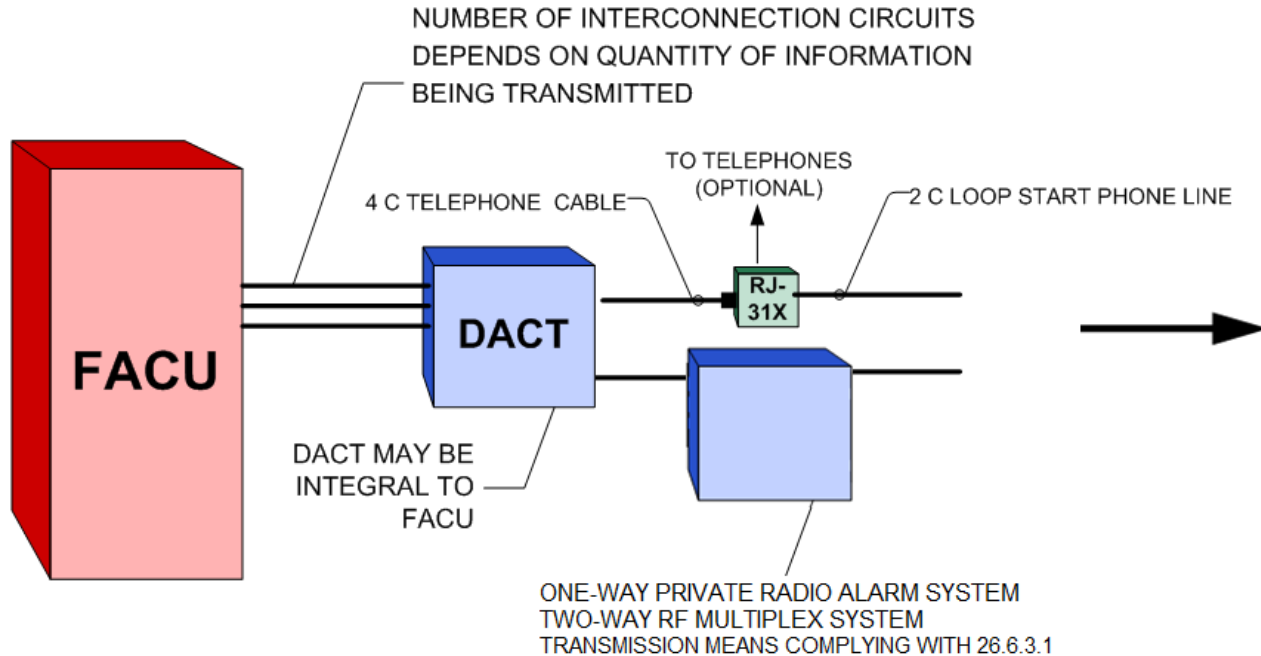 NUMBER OF INTERCONNECTION CIRCUITS
DEPENDS ON QUANTITY OF INFORMATION
BEING TRANSMITTED
TO TELEPHONES
(OPTIONAL)
4 C TELEPHONE CABLE
2 C LOOP START PHONE LINE
RJ-
31X
FACU
DACT
DACT MAY BE
INTEGRAL TO
FACU
ONE-WAY PRIVATE RADIO ALARM SYSTEM
TWO-WAY RF MULTIPLEX SYSTEM
TRANSMISSION MEANS COMPLYING WITH 26.6.3.1